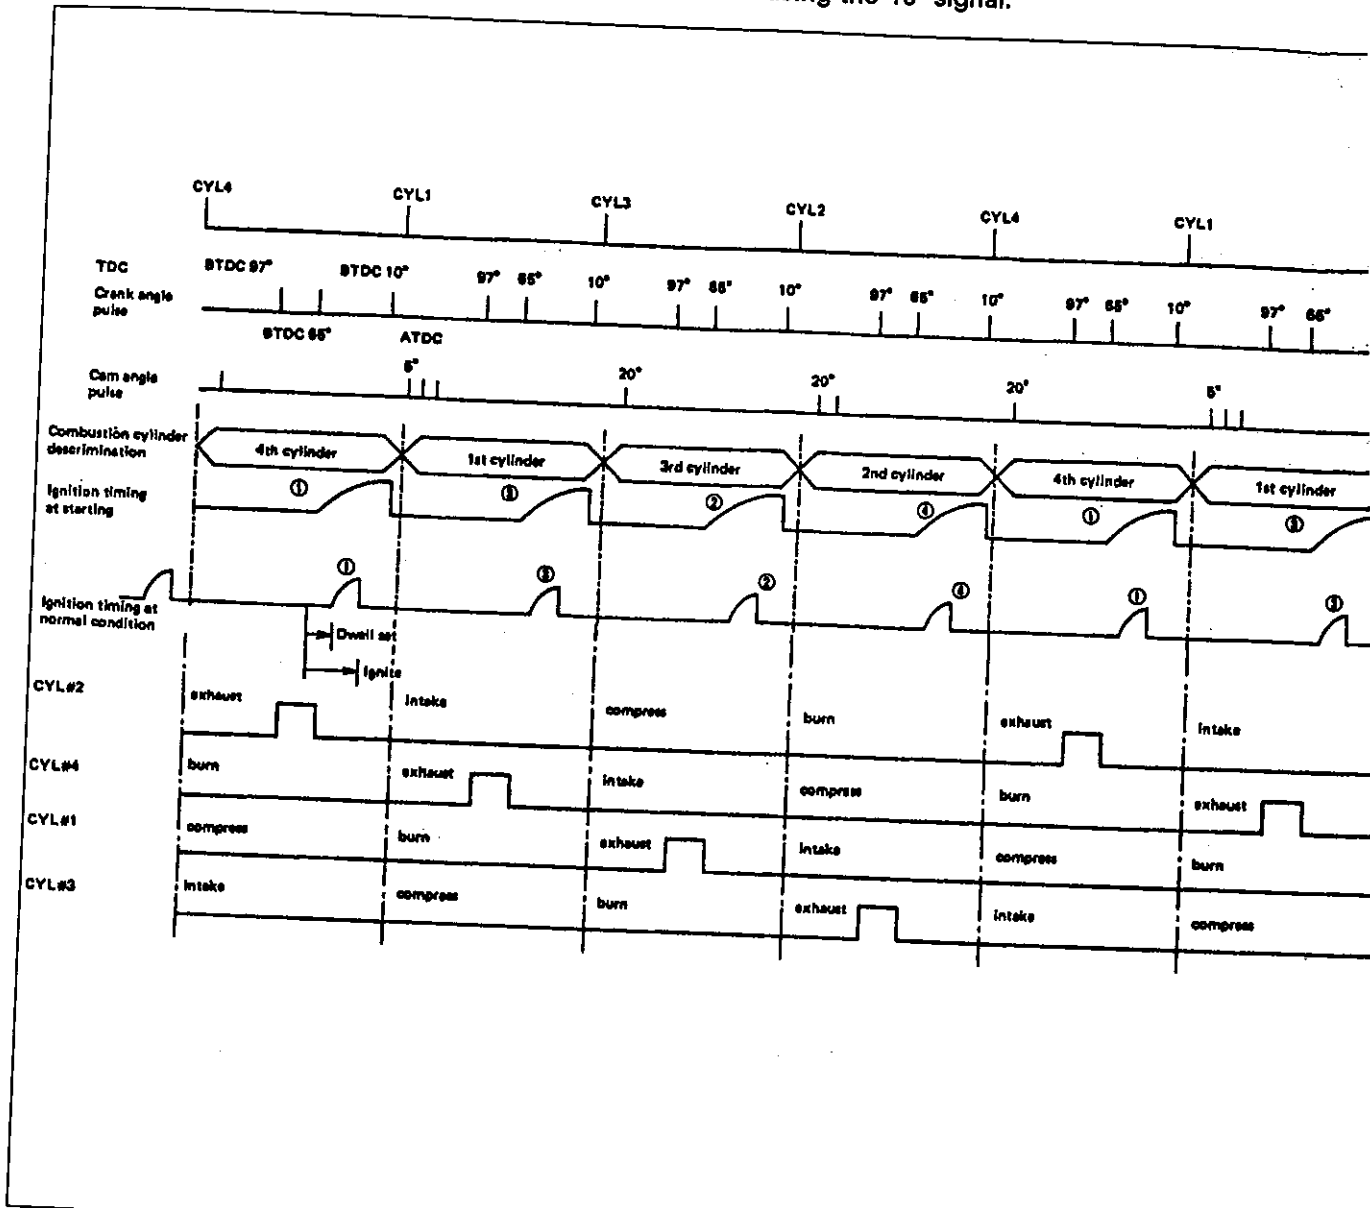 the 10° signal.
CYL4 CYL1 CYL3 CYL2 CYL4 CYL1
TDC
BTDC 97° BTDC 10° 97° 65° 10° 97° 65° 10° 97° 65° 10° 97° 65° 10° 97° 65°
Crank angle
pulse
BTDC 65° ATDC
Cam angle
pulse
5° 20° 20° 20° 5°
Combustion cylinder
descrimination
4th cylinder 1st cylinder 3rd cylinder 2nd cylinder 4th cylinder 1st cylinder
Ignition timing
at starting
① ③ ② ④ ① ③
Ignition timing at
normal condition
① ③ ② ④ ① ③
Dwell set
Ignite
CYL#2
exhaust intake compress burn exhaust intake
CYL#4
burn exhaust intake compress burn exhaust
CYL#1
compress burn exhaust intake compress burn
CYL#3
intake compress burn exhaust intake compress